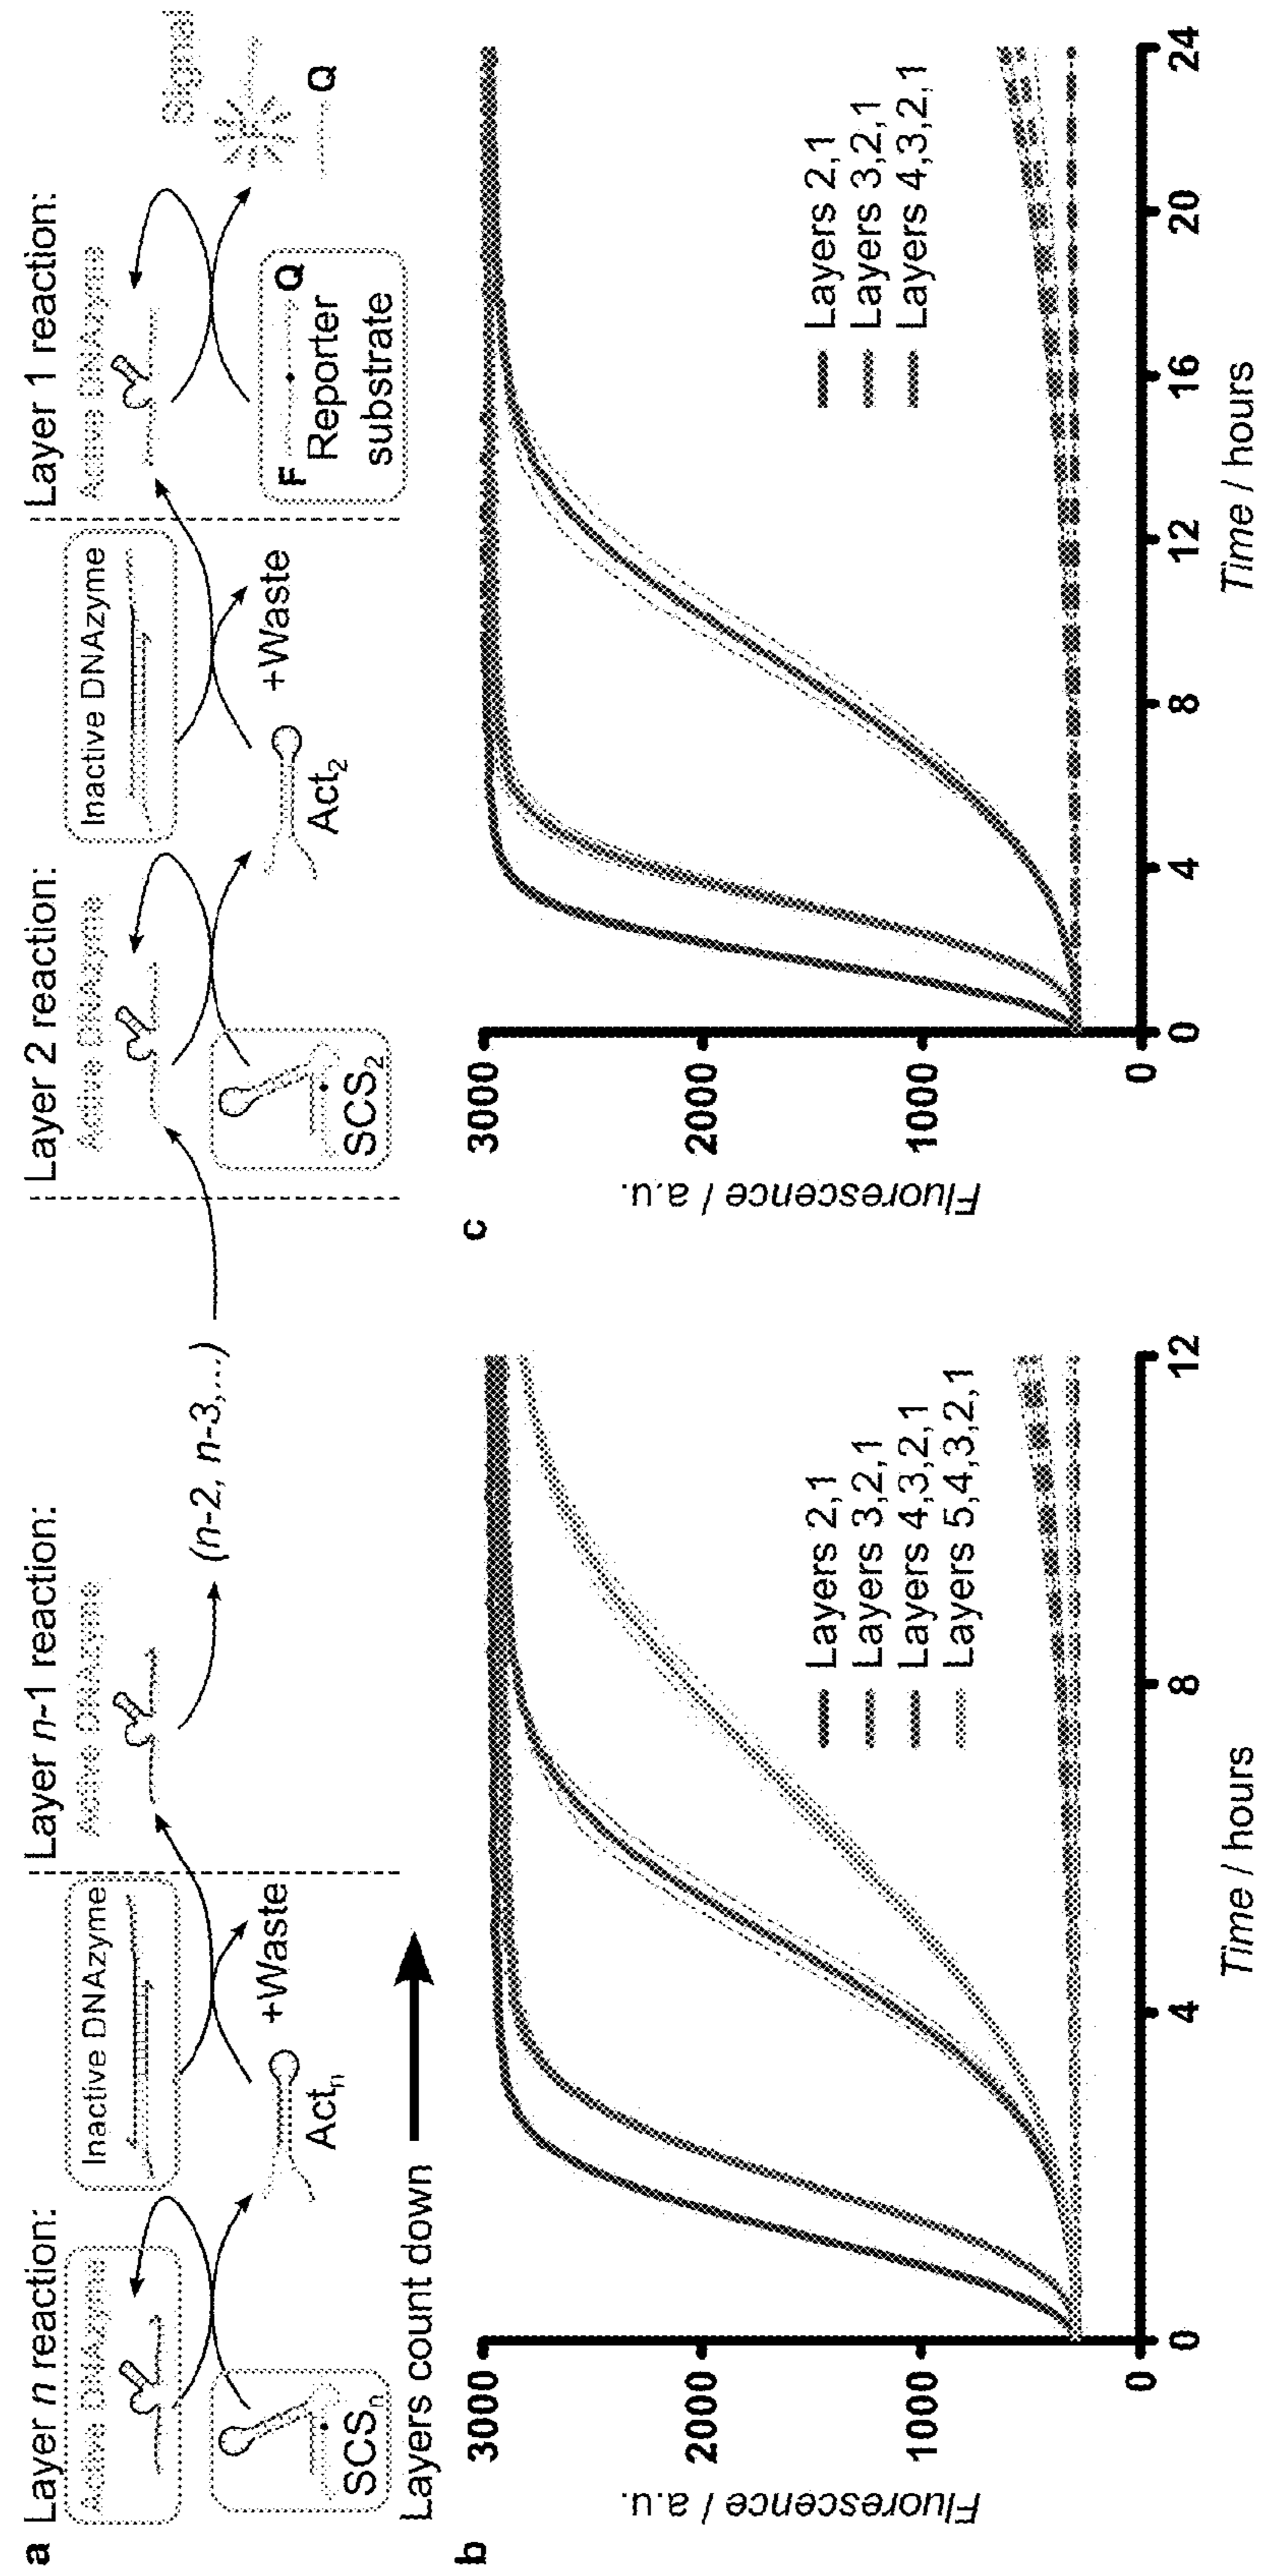 a
Layer n reaction:
Active DNAzyme
SCSn
Inactive DNAzyme
Actn
+Waste
Layer n-1 reaction:
Active DNAzyme
(n-2, n-3,...)
Layer 2 reaction:
Active DNAzyme
SCS2
Inactive DNAzyme
Act2
+Waste
Layer 1 reaction:
Active DNAzyme
F
Q
Reporter
substrate
Signal
Q
Layers count down
b
Fluorescence / a.u.
3000
2000
1000
0
Layers 2,1
Layers 3,2,1
Layers 4,3,2,1
Layers 5,4,3,2,1
0
4
8
12
Time / hours
c
Fluorescence / a.u.
3000
2000
1000
0
Layers 2,1
Layers 3,2,1
Layers 4,3,2,1
0
4
8
12
16
20
24
Time / hours